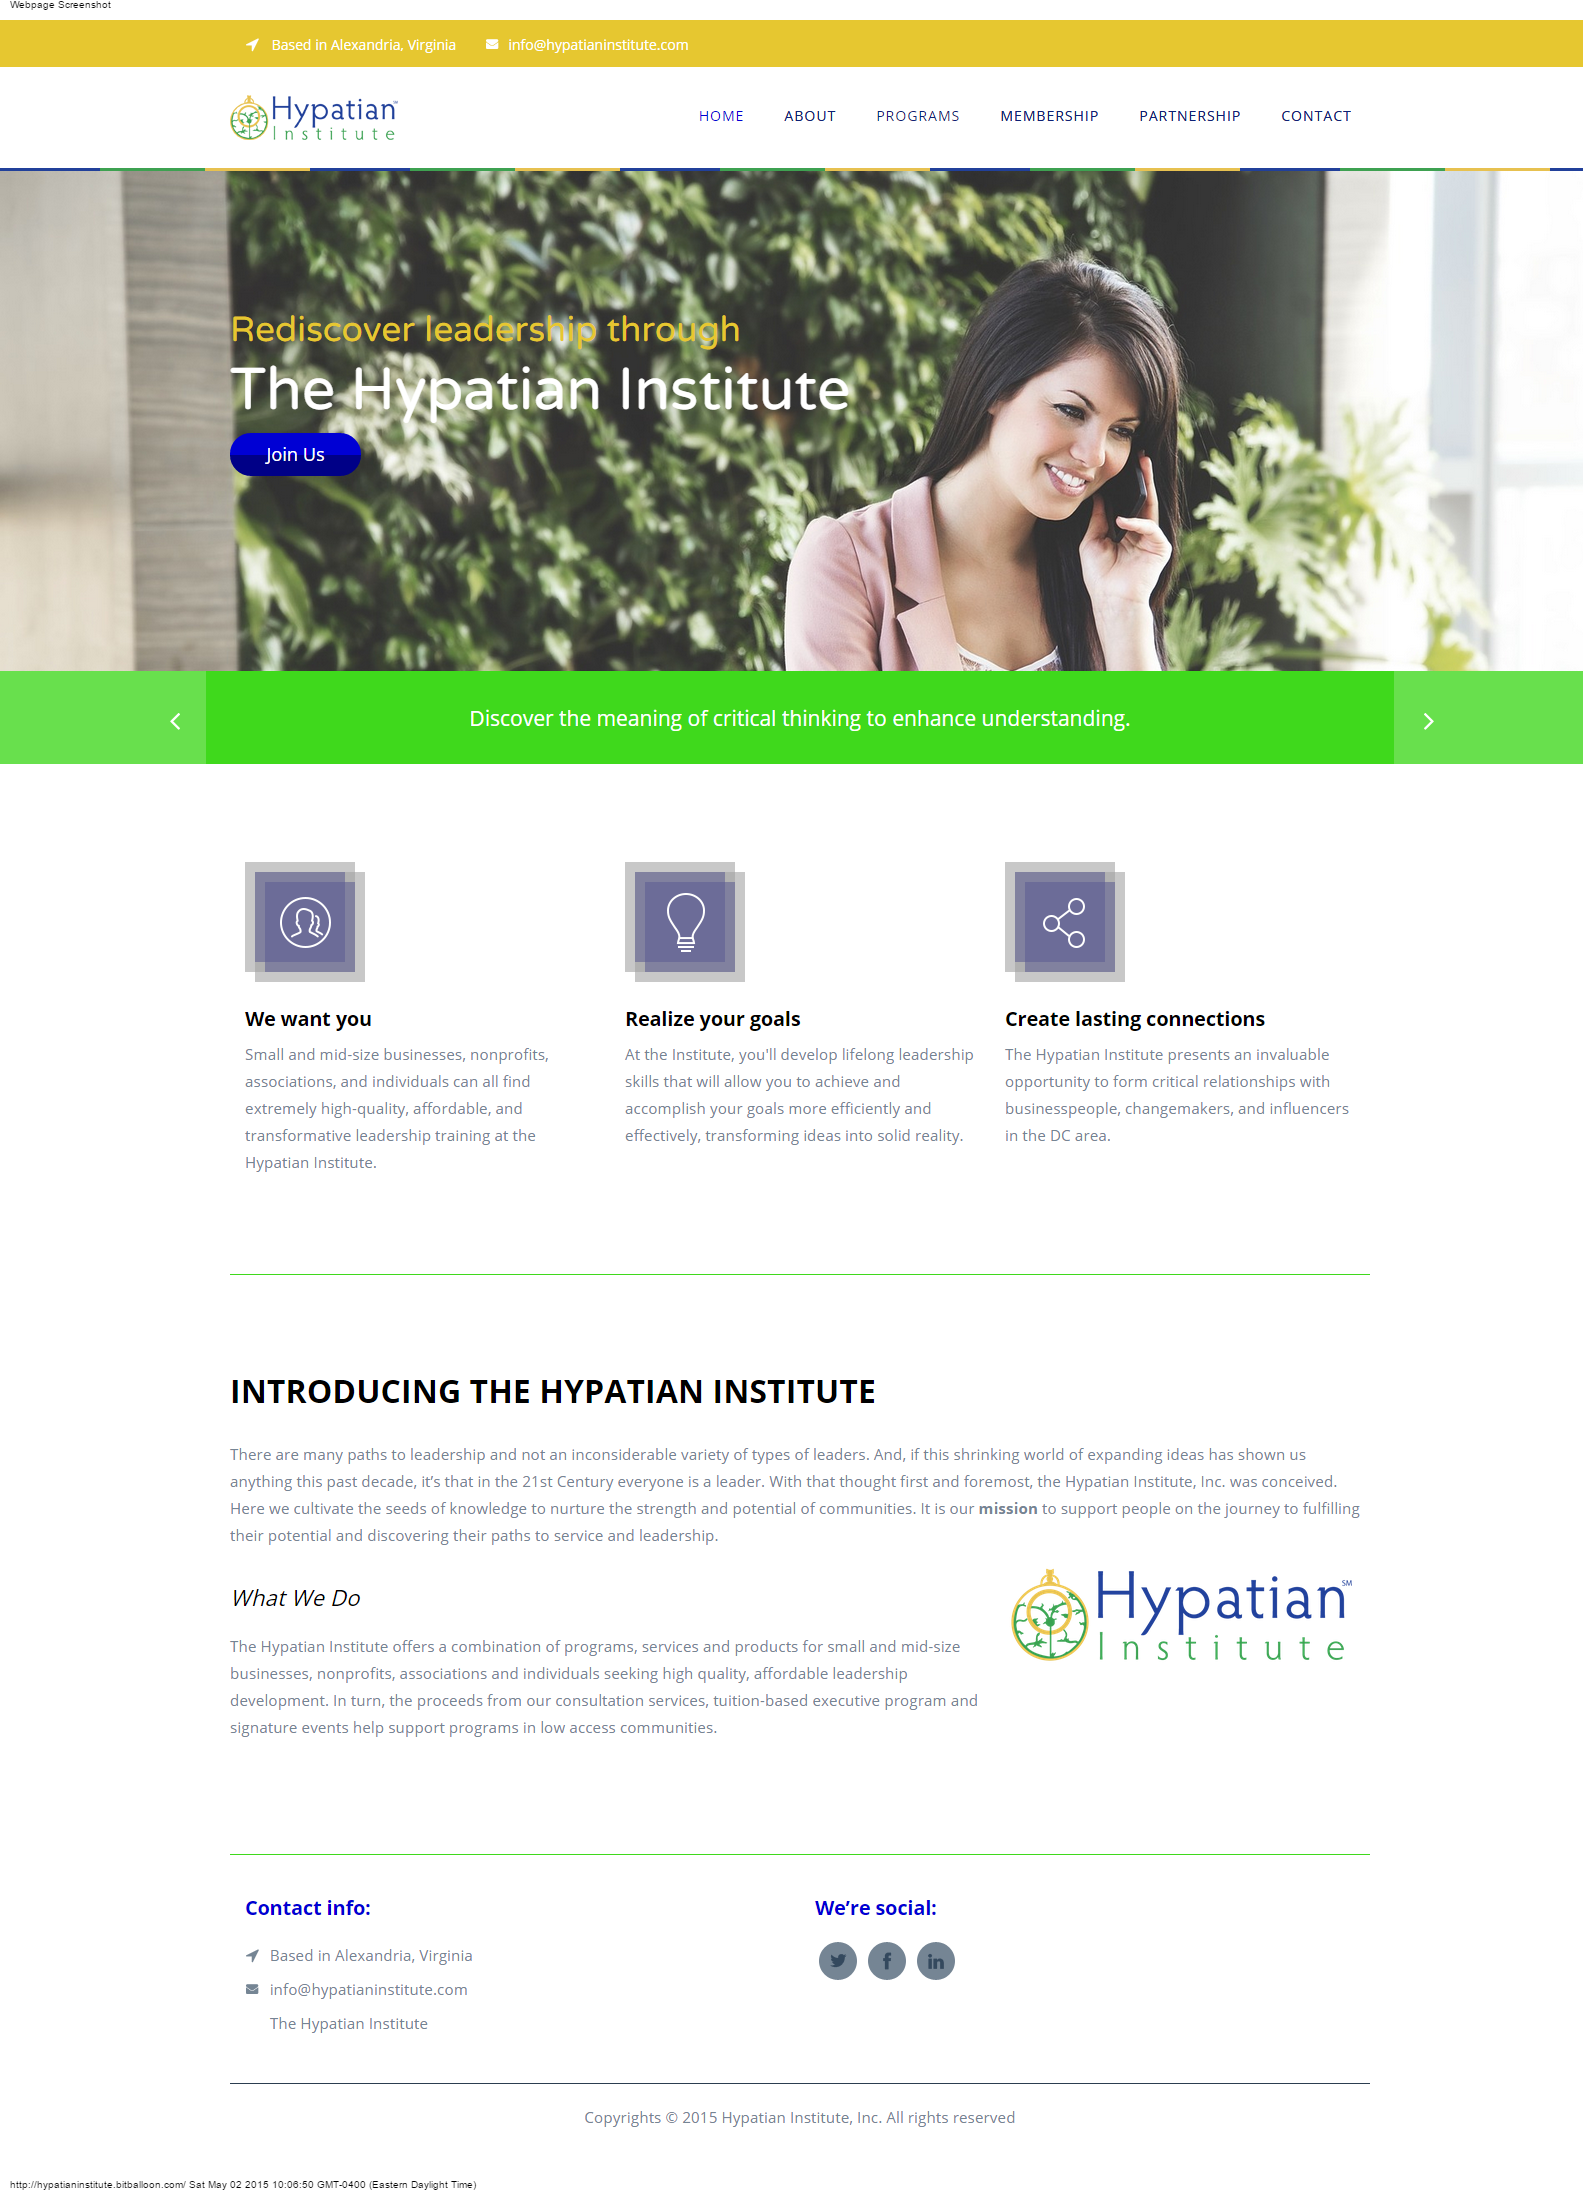 Webpage Screenshot
Based in Alexandria, Virginia info@hypatianinstitute.com
Hypatian
Institute
HOME ABOUT PROGRAMS MEMBERSHIP PARTNERSHIP CONTACT
Rediscover leadership through
The Hypatian Institute
Join Us
Discover the meaning of critical thinking to enhance understanding.
We want you
Small and mid-size businesses, nonprofits,
associations, and individuals can all find
extremely high-quality, affordable, and
transformative leadership training at the
Hypatian Institute.
Realize your goals
At the Institute, you'll develop lifelong leadership
skills that will allow you to achieve and
accomplish your goals more efficiently and
effectively, transforming ideas into solid reality.
Create lasting connections
The Hypatian Institute presents an invaluable
opportunity to form critical relationships with
businesspeople, changemakers, and influencers
in the DC area.
INTRODUCING THE HYPATIAN INSTITUTE
There are many paths to leadership and not an inconsiderable variety of types of leaders. And, if this shrinking world of expanding ideas has shown us
anything this past decade, it’s that in the 21st Century everyone is a leader. With that thought first and foremost, the Hypatian Institute, Inc. was conceived.
Here we cultivate the seeds of knowledge to nurture the strength and potential of communities. It is our mission to support people on the journey to fulfilling
their potential and discovering their paths to service and leadership.
What We Do
The Hypatian Institute offers a combination of programs, services and products for small and mid-size
businesses, nonprofits, associations and individuals seeking high quality, affordable leadership
development. In turn, the proceeds from our consultation services, tuition-based executive program and
signature events help support programs in low access communities.
Hypatian SM
Institute
Contact info:
Based in Alexandria, Virginia
info@hypatianinstitute.com
The Hypatian Institute
We’re social:
Copyrights © 2015 Hypatian Institute, Inc. All rights reserved
http://hypatianinstitute.bitballoon.com/ Sat May 02 2015 10:06:50 GMT-0400 (Eastern Daylight Time)